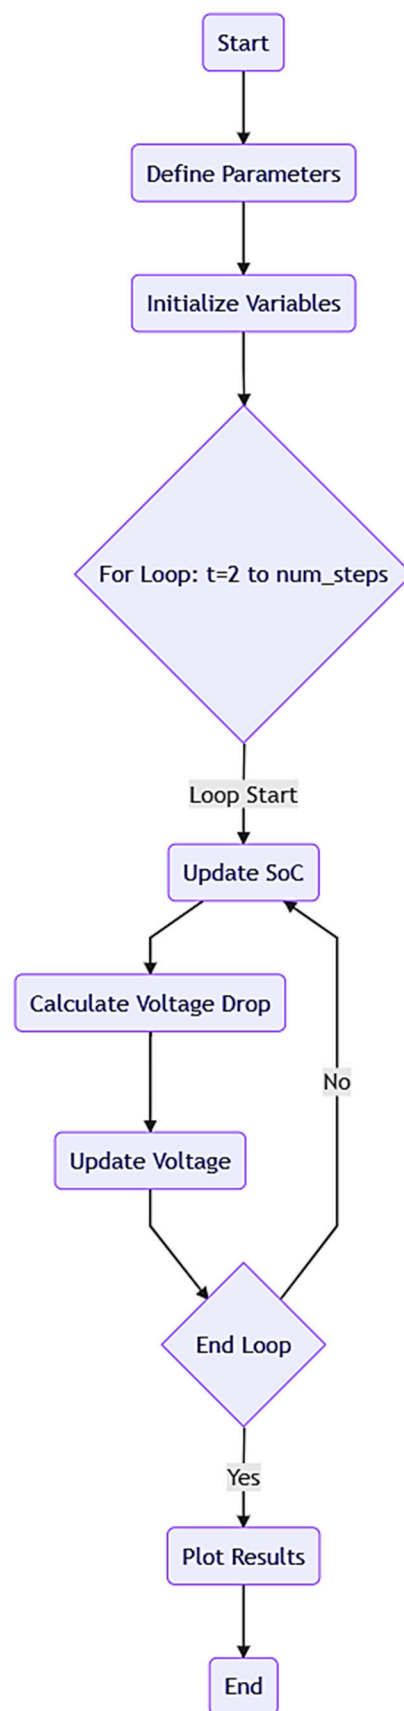 Start
Define Parameters
Initialize Variables
For Loop: t=2 to num_steps
Loop Start
Update SoC
Calculate Voltage Drop
No
Update Voltage
End Loop
Yes
Plot Results
End